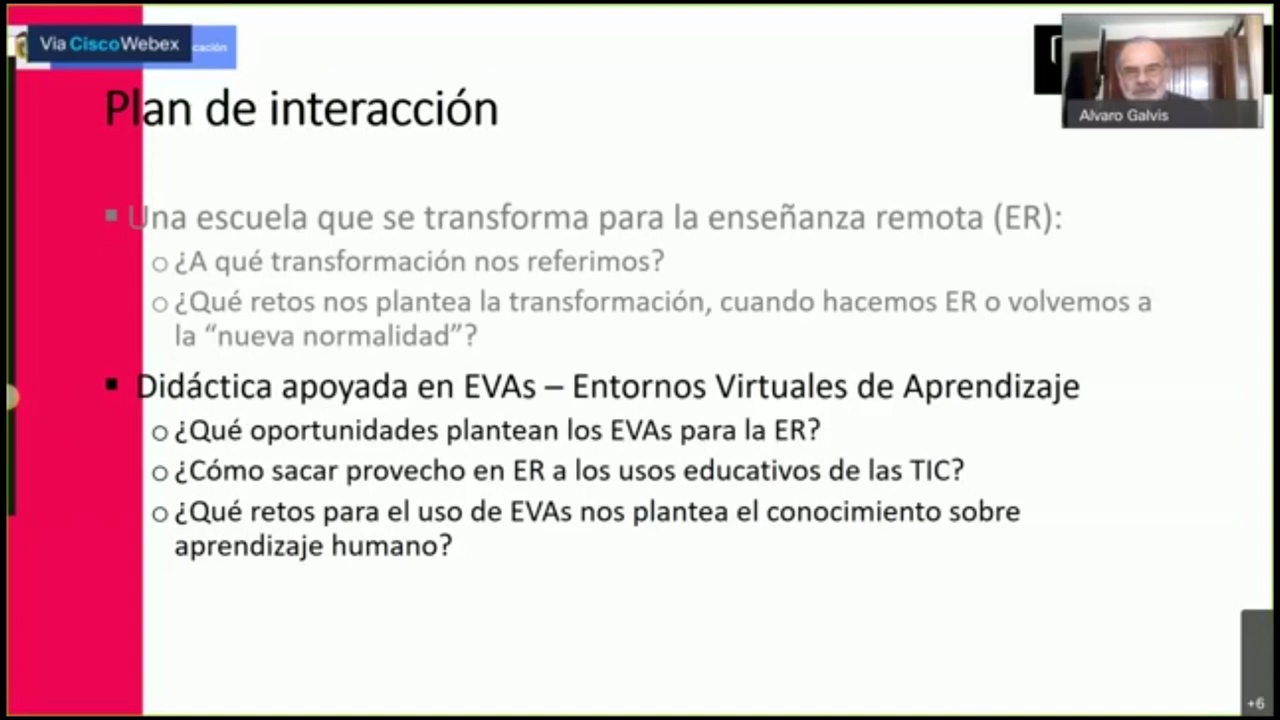 Via Cisco Webex
cación
Alvaro Galvis
Plan de interacción
▪ Una escuela que se transforma para la enseñanza remota (ER):
○ ¿A qué transformación nos referimos?
○ ¿Qué retos nos plantea la transformación, cuando hacemos ER o volvemos a
la “nueva normalidad”?
▪ Didáctica apoyada en EVAs – Entornos Virtuales de Aprendizaje
○ ¿Qué oportunidades plantean los EVAs para la ER?
○ ¿Cómo sacar provecho en ER a los usos educativos de las TIC?
○ ¿Qué retos para el uso de EVAs nos plantea el conocimiento sobre
aprendizaje humano?
+6